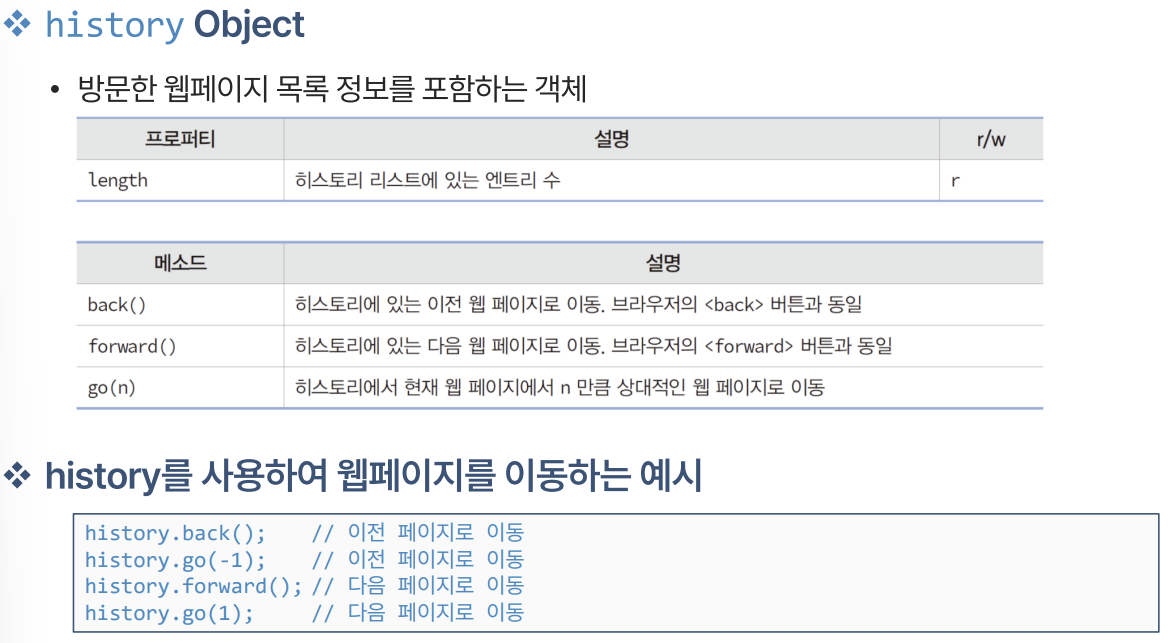 ❖ history Object
• 방문한 웹페이지 목록 정보를 포함하는 객체
프로퍼티 설명 r/w
length 히스토리 리스트에 있는 엔트리 수 r
메소드 설명
back() 히스토리에 있는 이전 웹 페이지로 이동. 브라우저의 <back> 버튼과 동일
forward() 히스토리에 있는 다음 웹 페이지로 이동. 브라우저의 <forward> 버튼과 동일
go(n) 히스토리에서 현재 웹 페이지에서 n 만큼 상대적인 웹 페이지로 이동
❖ history를 사용하여 웹페이지를 이동하는 예시
history.back(); // 이전 페이지로 이동
history.go(-1); // 이전 페이지로 이동
history.forward(); // 다음 페이지로 이동
history.go(1); // 다음 페이지로 이동